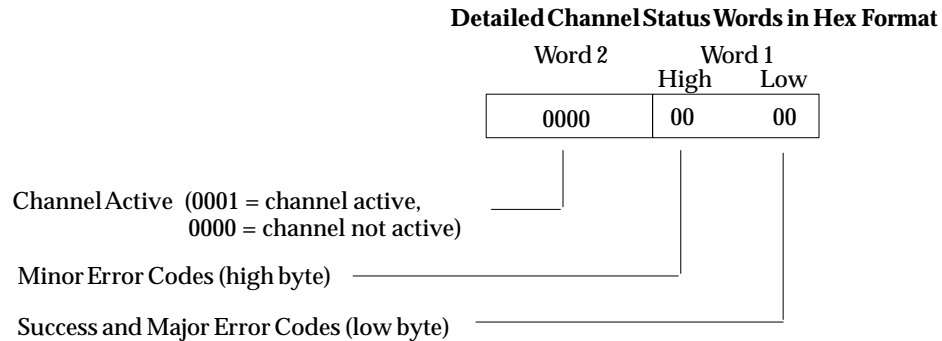 Detailed Channel Status Words in Hex Format
Word 2 Word 1
High Low
0000 00 00
Channel Active (0001 = channel active,
0000 = channel not active)
Minor Error Codes (high byte)
Success and Major Error Codes (low byte)